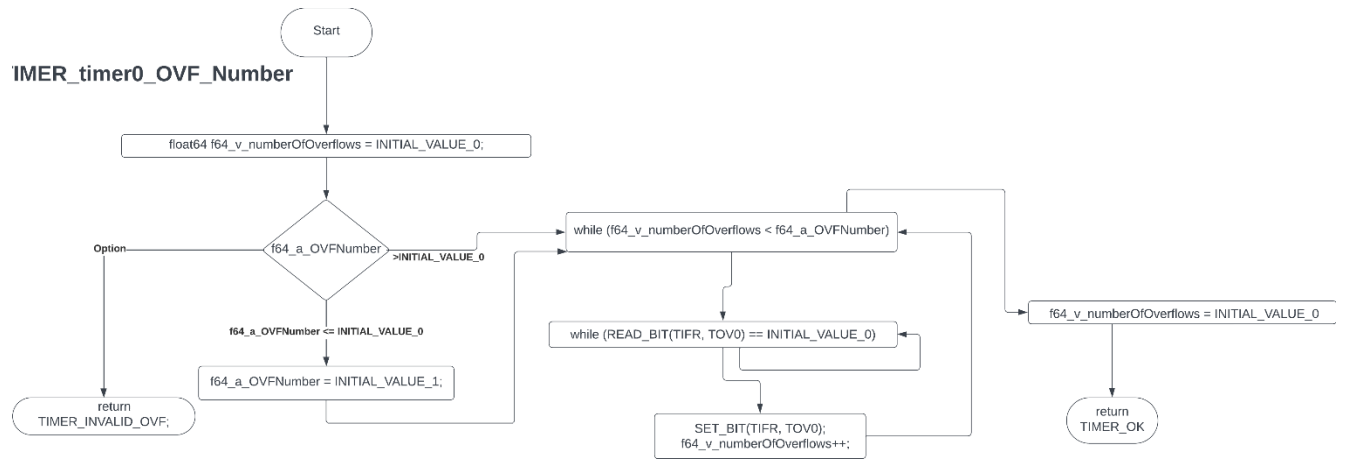 Start
TIMER_timer0_OVF_Number
float64 f64_v_numberOfOverflows = INITIAL_VALUE_0;
f64_a_OVFNumber
Option
>INITIAL_VALUE_0
f64_a_OVFNumber <= INITIAL_VALUE_0
f64_a_OVFNumber = INITIAL_VALUE_1;
return
TIMER_INVALID_OVF;
while (f64_v_numberOfOverflows < f64_a_OVFNumber)
while (READ_BIT(TIFR, TOV0) == INITIAL_VALUE_0)
SET_BIT(TIFR, TOV0);
f64_v_numberOfOverflows++;
f64_v_numberOfOverflows = INITIAL_VALUE_0
return
TIMER_OK